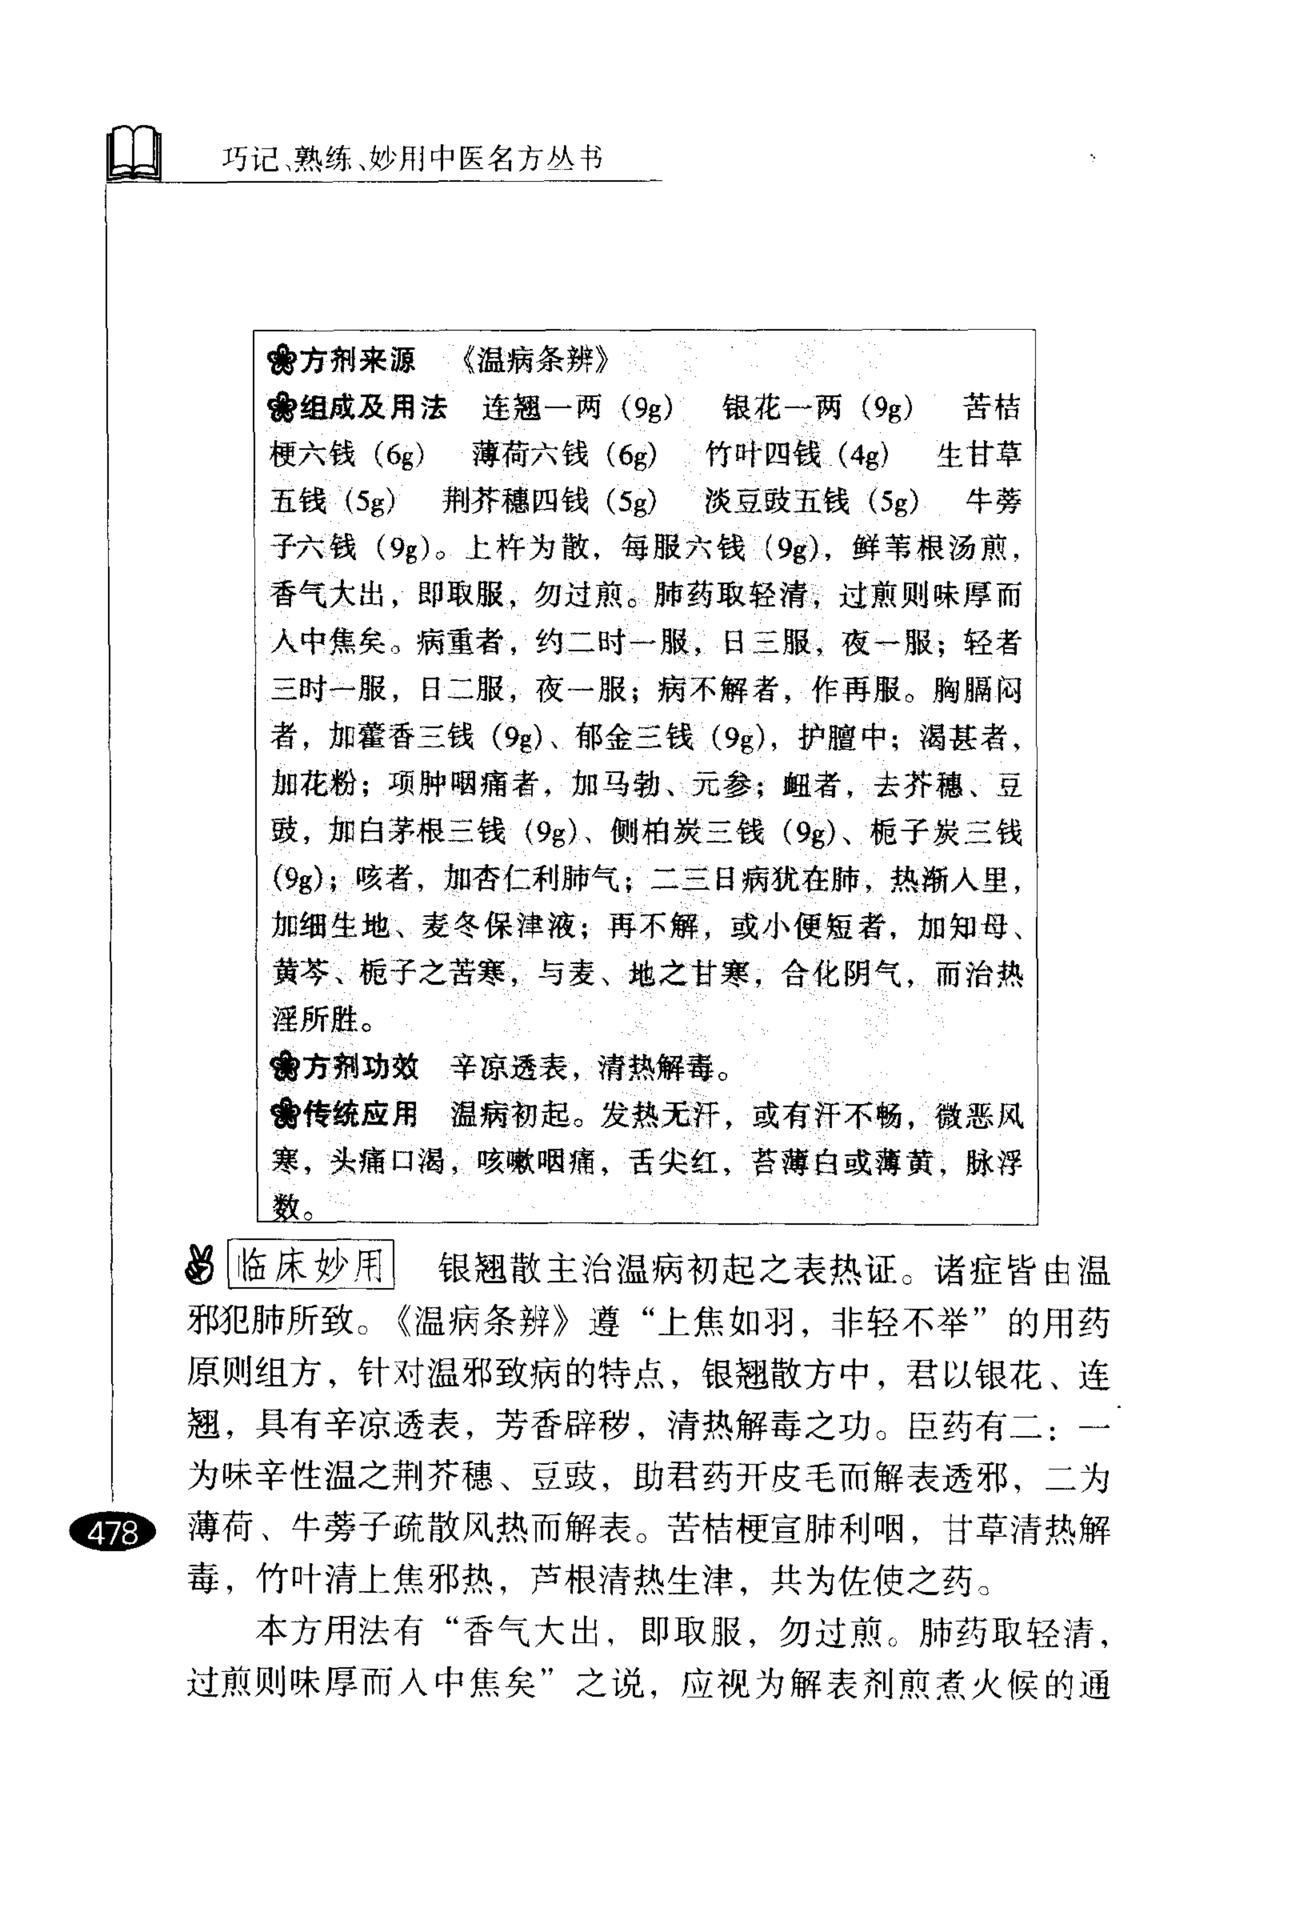 巧记、熟练、妙用中医名方丛书
方剂来源 《温病条辨》
组成及用法 连翘一两（9g） 银花一两（9g） 苦桔
梗六钱（6g） 薄荷六钱（6g） 竹叶四钱（4g） 生甘草
五钱（5g） 荆芥穗四钱（5g） 淡豆豉五钱（5g） 牛蒡
子六钱（9g）。上杵为散，每服六钱（9g），鲜苇根汤煎，
香气大出，即取服，勿过煎。肺药取轻清，过煎则味厚而
入中焦矣。病重者，约二时一服，日三服，夜一服；轻者
三时一服，日二服，夜一服；病不解者，作再服。胸膈闷
者，加藿香三钱（9g）、郁金三钱（9g），护膻中；渴甚者，
加花粉；项肿咽痛者，加马勃、元参；衄者，去芥穗、豆
豉，加白茅根三钱（9g）、侧柏炭三钱（9g）、栀子炭三钱
（9g）；咳者，加杏仁利肺气；二三日病犹在肺，热渐入里，
加细生地、麦冬保津液；再不解，或小便短者，加知母、
黄芩、栀子之苦寒，与麦、地之甘寒，合化阴气，而治热
淫所胜。
方剂功效 辛凉透表，清热解毒。
传统应用 温病初起。发热无汗，或有汗不畅，微恶风
寒，头痛口渴，咳嗽咽痛，舌尖红，苔薄白或薄黄，脉浮
数。
临床妙用 银翘散主治温病初起之表热证。诸症皆由温
邪犯肺所致。《温病条辨》遵“上焦如羽，非轻不举”的用药
原则组方，针对温邪致病的特点，银翘散方中，君以银花、连
翘，具有辛凉透表，芳香辟秽，清热解毒之功。臣药有二：一
为味辛性温之荆芥穗、豆豉，助君药开皮毛而解表透邪，二为
薄荷、牛蒡子疏散风热而解表。苦桔梗宣肺利咽，甘草清热解
毒，竹叶清上焦邪热，芦根清热生津，共为佐使之药。
本方用法有“香气大出，即取服，勿过煎。肺药取轻清，
过煎则味厚而入中焦矣”之说，应视为解表剂煎煮火候的通
478